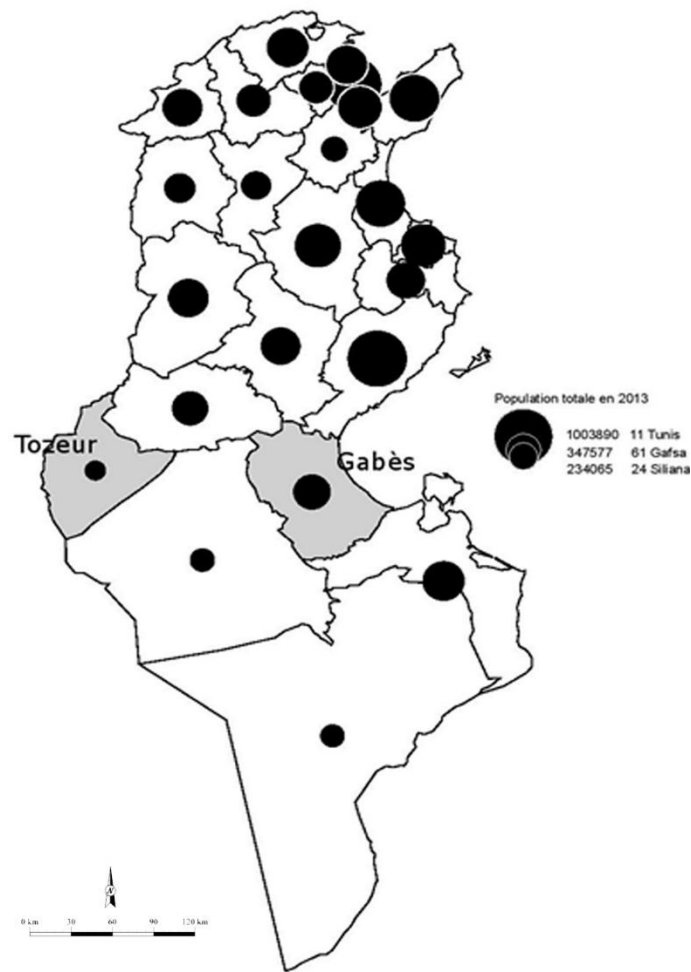 Tozeur
Gabès
Population totale en 2013
1003890 11 Tunis
347577 61 Gafsa
234065 24 Siliana
N
0 km 30 60 90 120 km